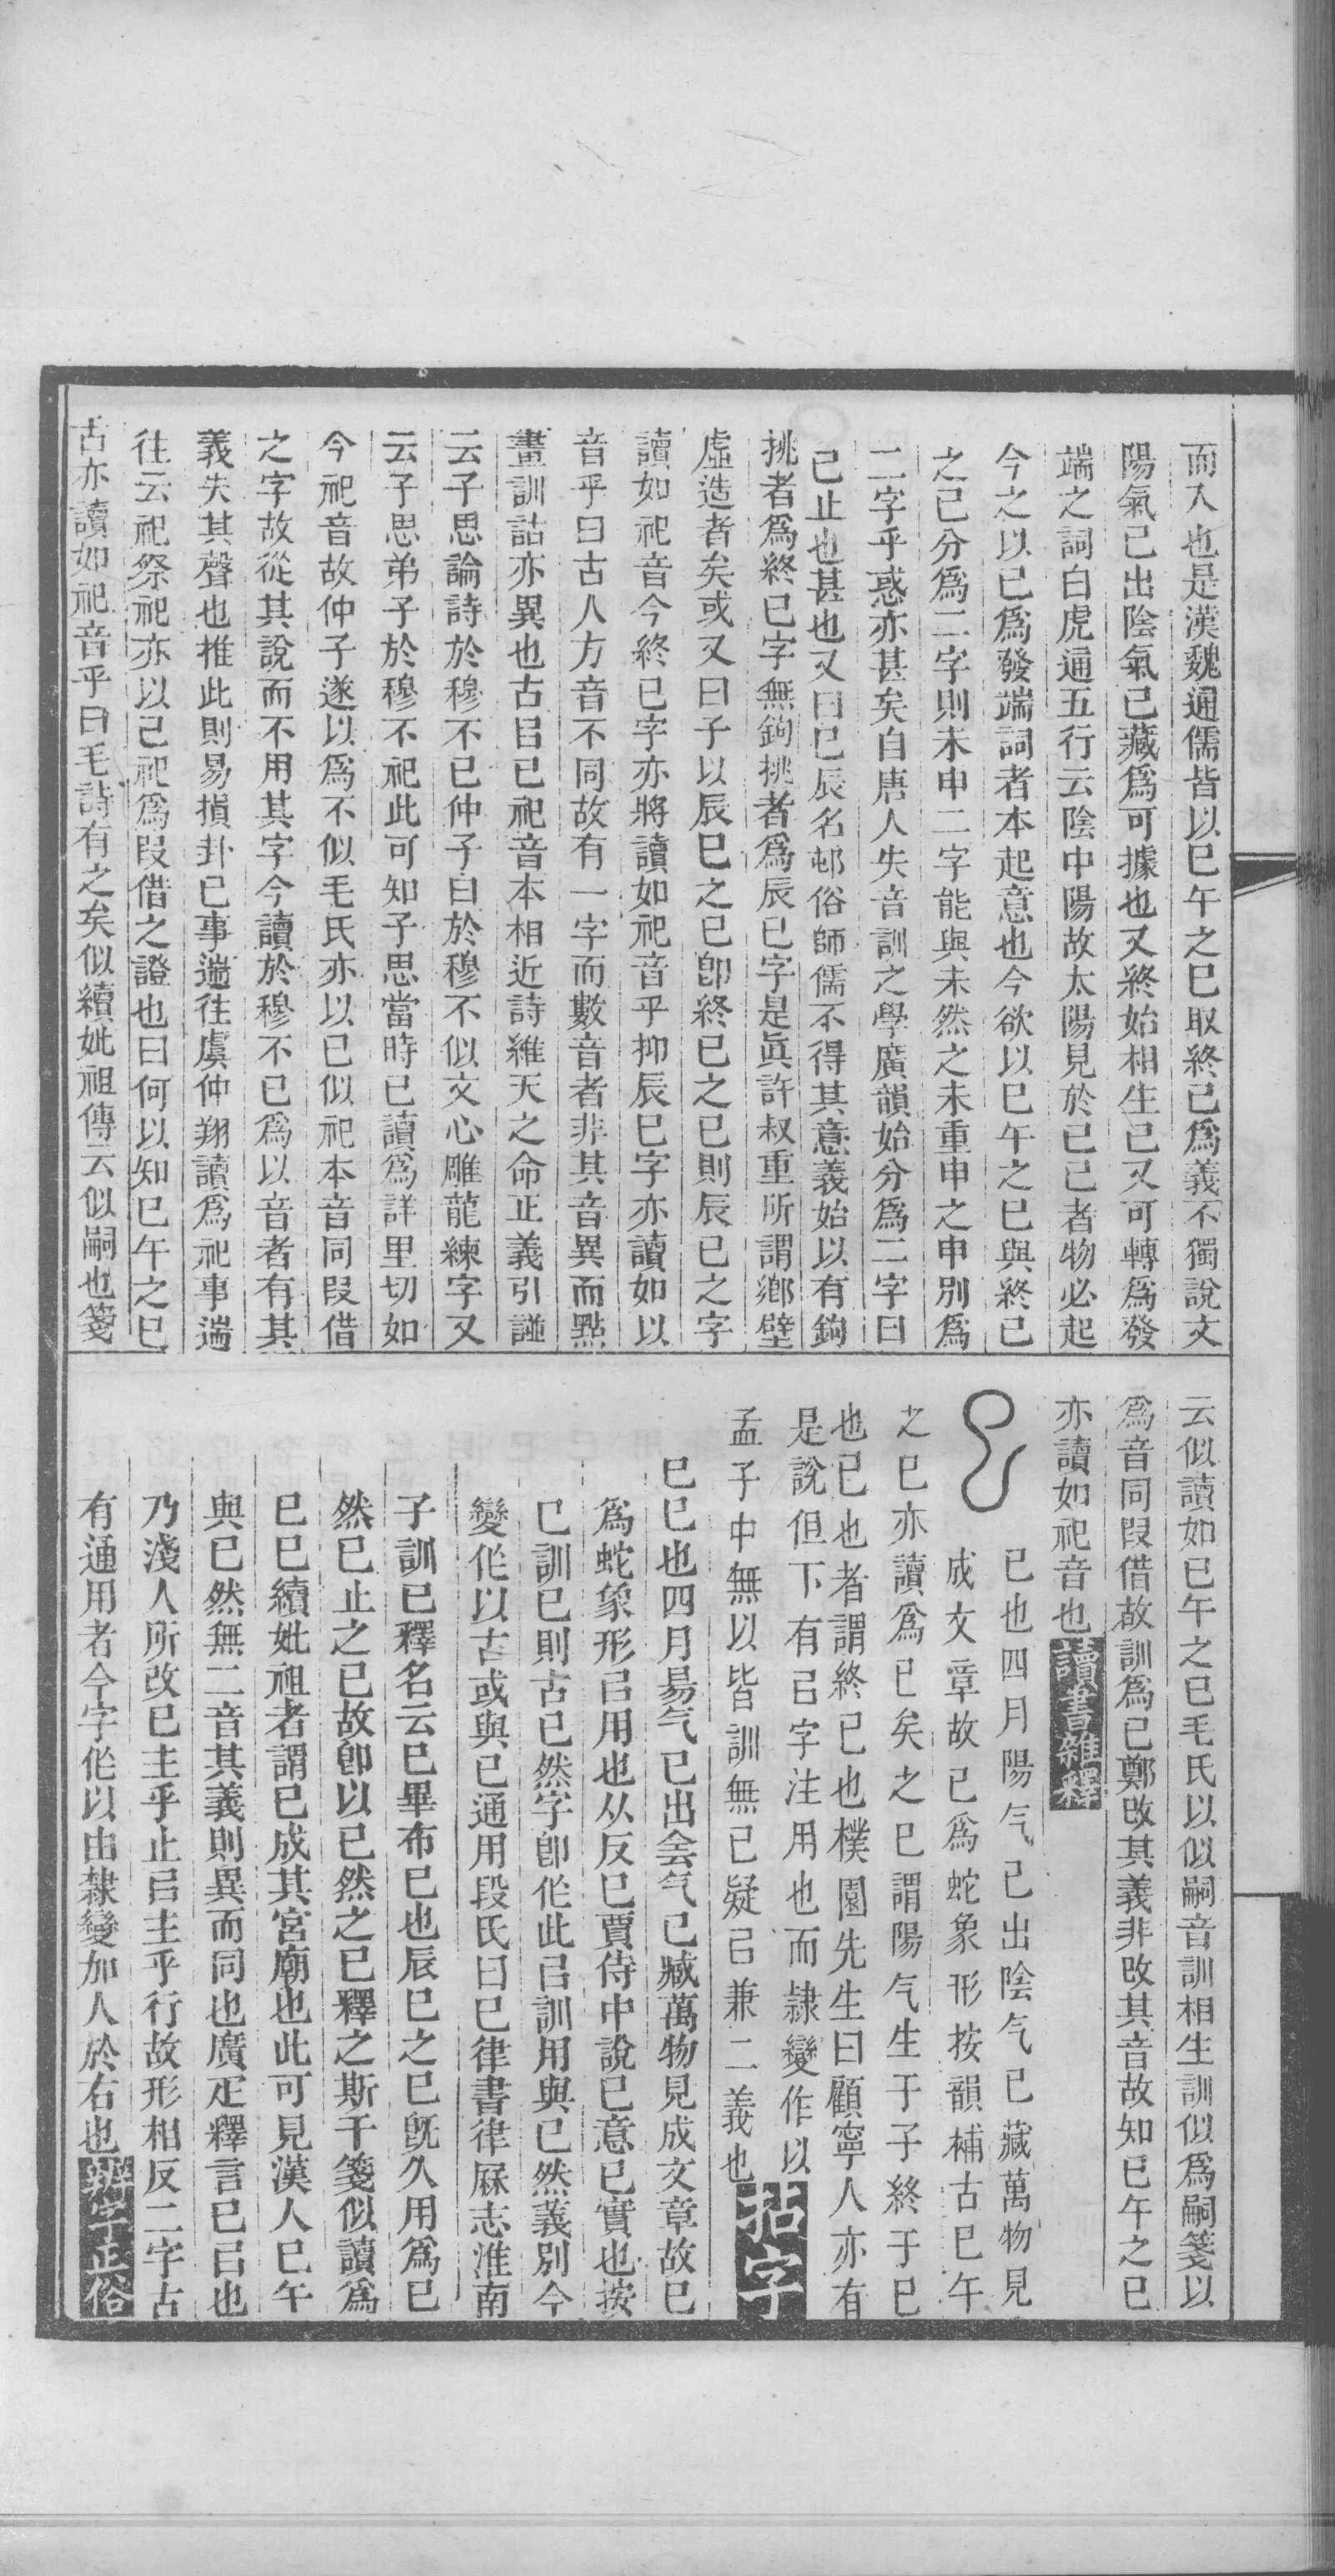 而入也是漢魏通儒皆以巳午之巳取終已爲義不獨說文
陽氣已出陰氣已藏爲可據也又終始相生已又可轉爲發
端之詞白虎通五行云陰中陽故太陽見於巳巳者物必起
今之以已爲發端詞者本起意也今欲以巳午之巳與終已
之已分爲二字則未申二字能與未然之未重申之申別爲
二字乎惑亦甚矣自唐人失音訓之學廣韻始分爲二字曰
已止也甚也又曰巳辰名邨俗師儒不得其意義始以有鉤
挑者爲終已字無鉤挑者爲辰巳字是眞許叔重所謂鄉壁
虛造者矣或又曰子以辰巳之巳卽終已之已則辰巳之字
讀如祀音今終已字亦將讀如祀音乎抑辰巳字亦讀如以
音乎曰古人方音不同故有一字而數音者非其音異而點
畫訓詁亦異也古㠯已祀音本相近詩維天之命正義引譜
云子思論詩於穆不已仲子曰於穆不似文心雕龍練字又
云子思弟子於穆不祀此可知子思當時已讀爲詳里切如
今祀音故仲子遂以爲不似毛氏亦以已似祀本音同叚借
之字故從其說而不用其字今讀於穆不已爲以音者有其
義失其聲也推此則易損卦已事遄往虞仲翔讀爲祀事遄
往云祀祭祀亦以已祀爲叚借之證也曰何以知巳午之巳
古亦讀如祀音乎曰毛詩有之矣似續妣祖傳云似嗣也箋
云似讀如巳午之巳毛氏以似嗣音訓相生訓似爲嗣箋以
爲音同叚借故訓爲已鄭改其義非改其音故知巳午之巳
亦讀如祀音也讀書雜釋
已也四月陽气已出陰气已藏萬物見
成文章故已爲蛇象形按韻補古巳午
之巳亦讀爲已矣之已謂陽气生于子終于巳
也已也者謂終已也樸園先生曰顧寧人亦有
是說但下有㠯字注用也而隸變作以
孟子中無以皆訓無已疑㠯兼二義也拈字
巳巳也四月昜气已出侌气已臧萬物見成文章故巳
爲蛇象形㠯用也从反巳賈侍中說已意已實也按
巳訓已則古已然字卽作此㠯訓用與已然義別今
變作以古或與已通用段氏曰巳律書律厤志淮南
子訓已釋名云巳畢布已也辰巳之巳旣久用爲已
然已止之已故卽以已然之已釋之斯干箋似讀爲
巳巳續妣祖者謂已成其宮廟也此可見漢人巳午
與已然無二音其義則異而同也廣疋釋言已㠯也
乃淺人所改已主乎止㠯主乎行故形相反二字古
有通用者今字作以由隸變加人於右也經字正俗